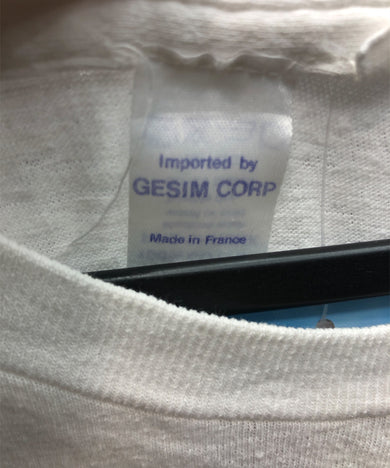 Imported by
GESIM CORP
Made in France